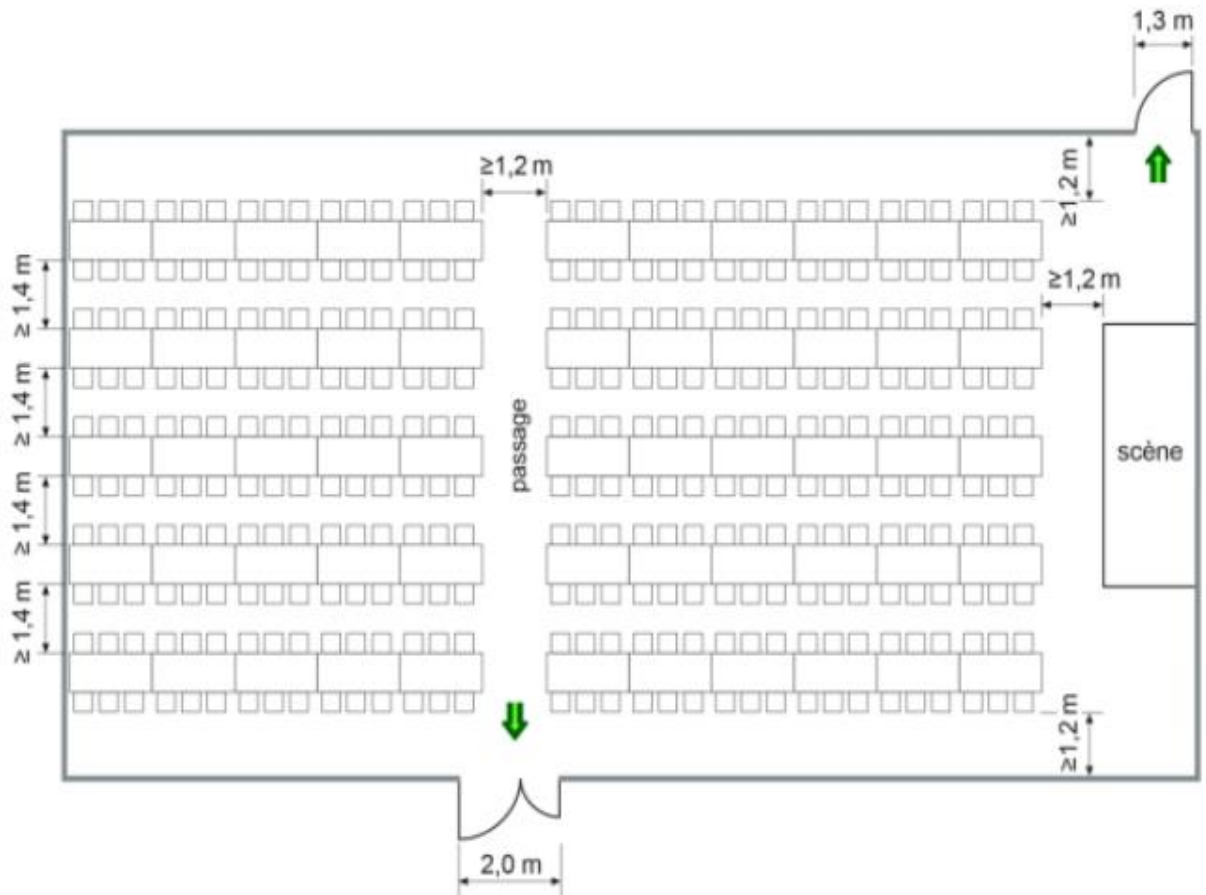 1,3 m
≥1,2 m
≥1,2 m
≥1,2 m
≥ 1,4 m
≥ 1,4 m
≥ 1,4 m
≥ 1,4 m
passage
scène
≥1,2 m
2,0 m